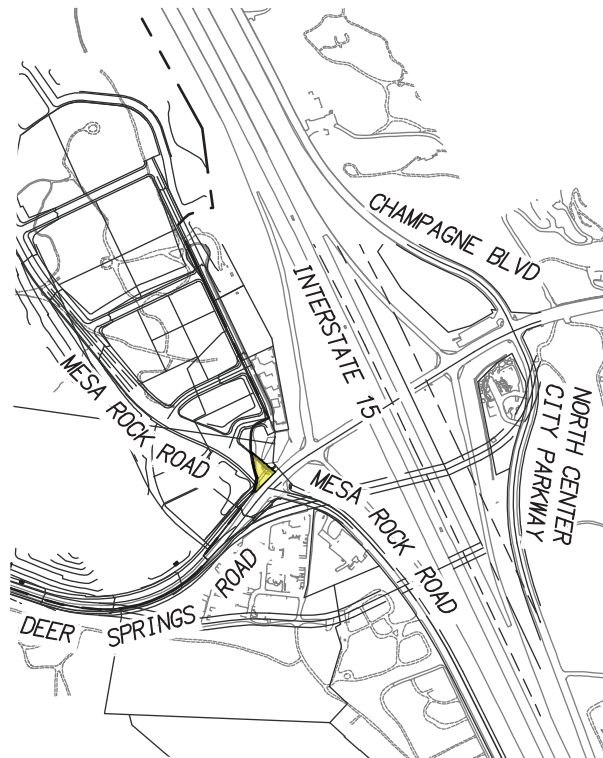 CHAMPAGNE BLVD
INTERSTATE 15
MESA ROCK ROAD
NORTH CENTER
CITY PARKWAY
MESA ROCK ROAD
DEER SPRINGS ROAD